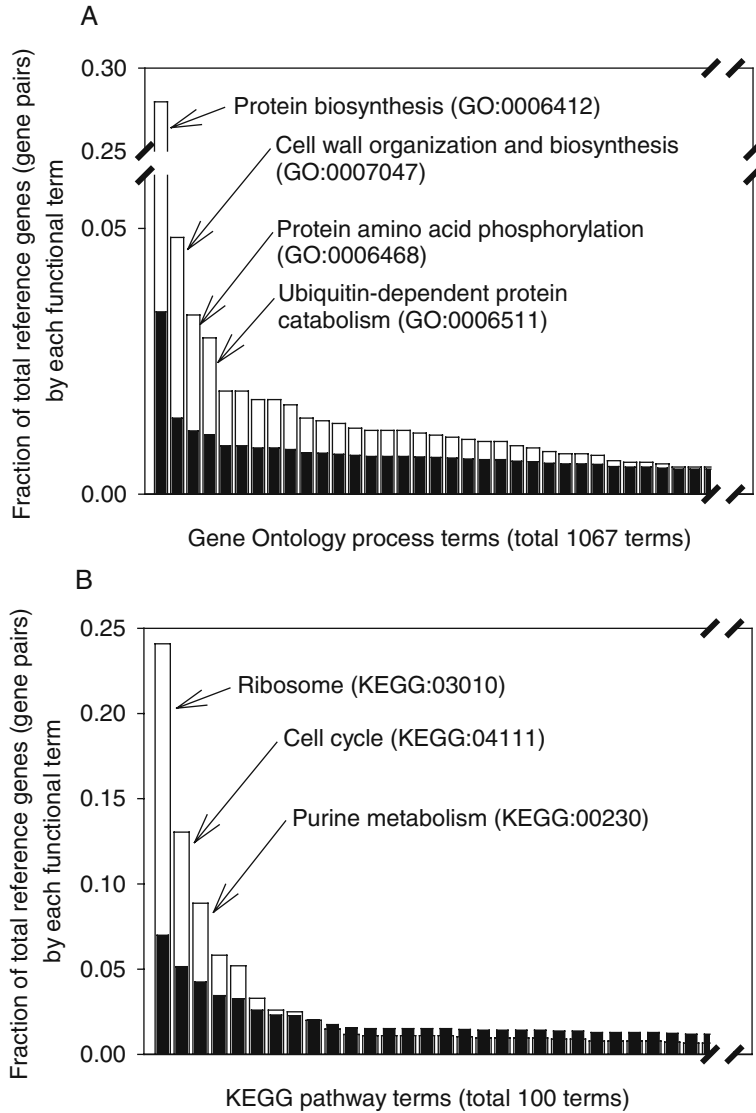 A
Fraction of total reference genes (gene pairs)
by each functional term
0.30
0.25
0.05
0.00
Protein biosynthesis (GO:0006412)
Cell wall organization and biosynthesis
(GO:0007047)
Protein amino acid phosphorylation
(GO:0006468)
Ubiquitin-dependent protein
catabolism (GO:0006511)
Gene Ontology process terms (total 1067 terms)
B
Fraction of total reference genes (gene pairs)
by each functional term
0.25
0.20
0.15
0.10
0.05
0.00
Ribosome (KEGG:03010)
Cell cycle (KEGG:04111)
Purine metabolism (KEGG:00230)
KEGG pathway terms (total 100 terms)